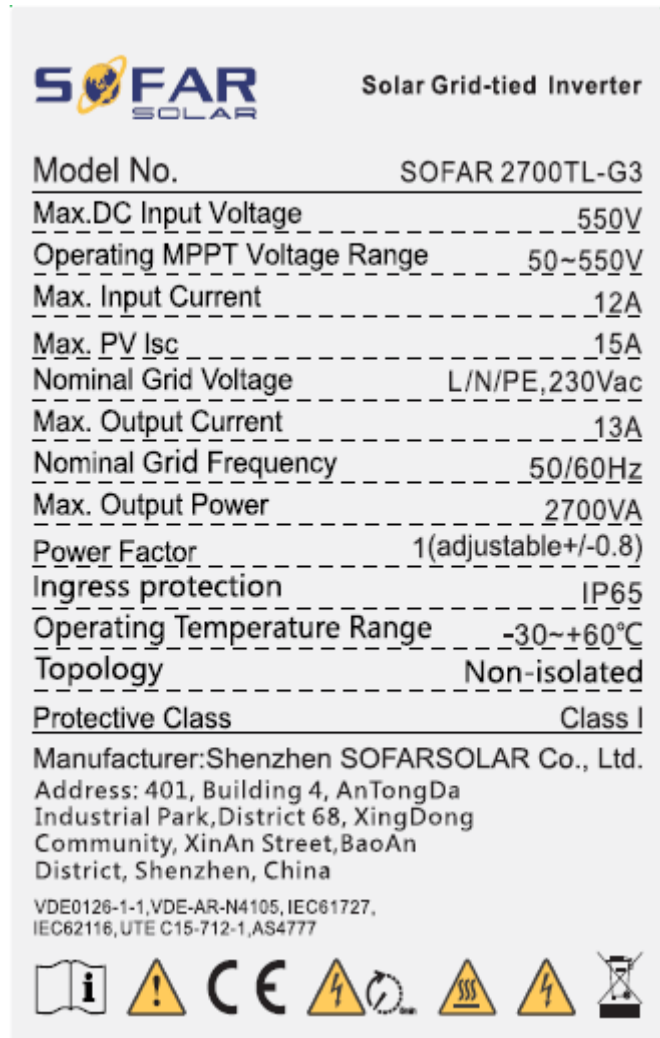 SOFAR
SOLAR
Solar Grid-tied Inverter
Model No. SOFAR 2700TL-G3
Max.DC Input Voltage 550V
Operating MPPT Voltage Range 50~550V
Max. Input Current 12A
Max. PV Isc 15A
Nominal Grid Voltage L/N/PE,230Vac
Max. Output Current 13A
Nominal Grid Frequency 50/60Hz
Max. Output Power 2700VA
Power Factor 1(adjustable+/-0.8)
Ingress protection IP65
Operating Temperature Range -30~+60℃
Topology Non-isolated
Protective Class Class I
Manufacturer:Shenzhen SOFARSOLAR Co., Ltd.
Address: 401, Building 4, AnTongDa
Industrial Park,District 68, XingDong
Community, XinAn Street,BaoAn
District, Shenzhen, China
VDE0126-1-1,VDE-AR-N4105, IEC61727,
IEC62116, UTE C15-712-1,AS4777
i
CE